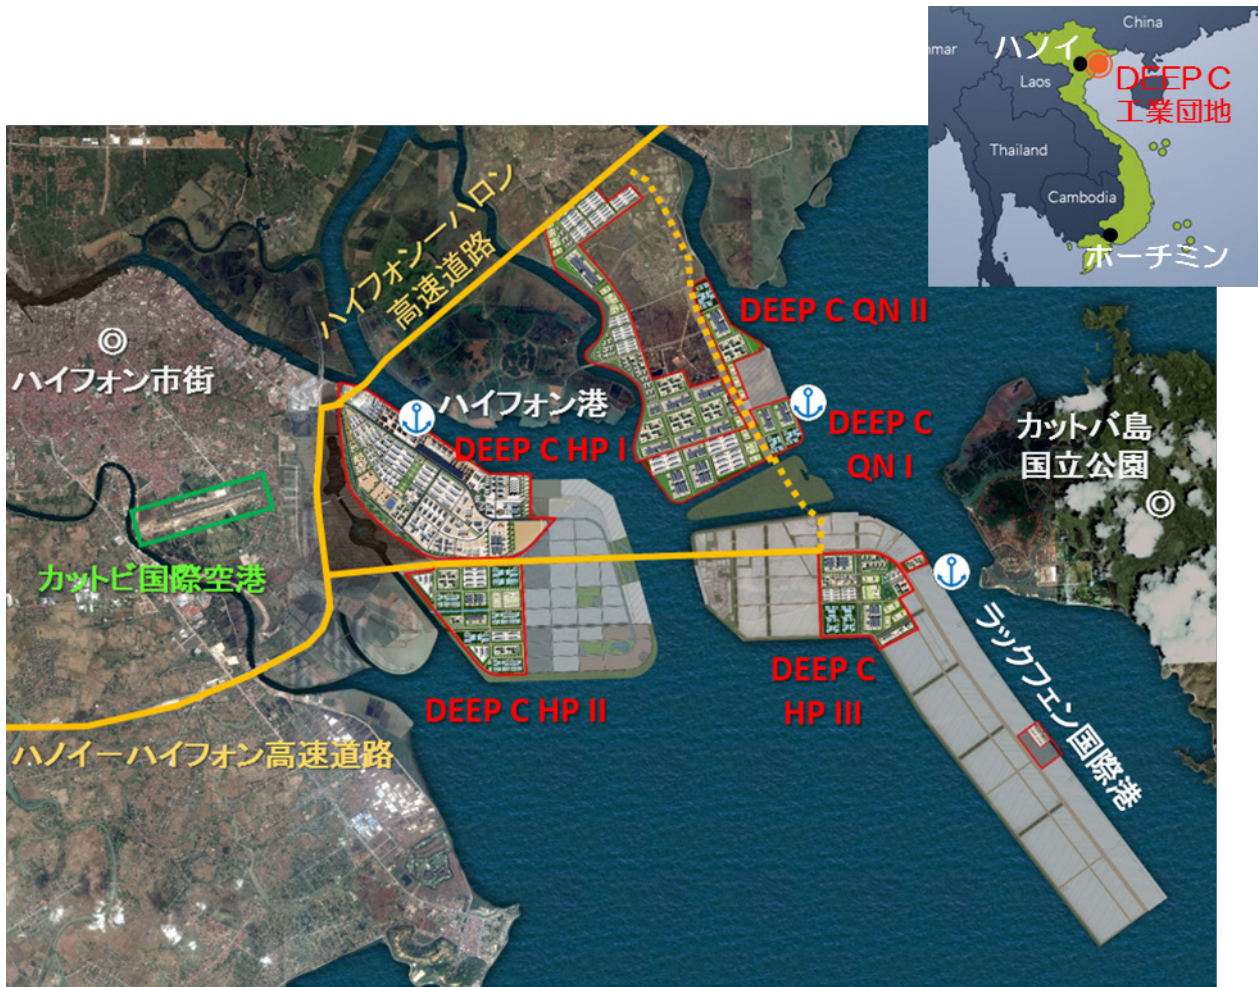 China
ハノイ
nmar
Laos
DEEP C
工業団地
Thailand
Cambodia
ホーチミン
ハイフォンーハロン
高速道路
DEEP C QN II
ハイフォン市街
ハイフォン港
DEEP C HP I
DEEP C
QN I
カットバ島
国立公園
カットビ国際空港
ラックフェン国際港
DEEP C
HP III
DEEP C HP II
ハノイーハイフォン高速道路